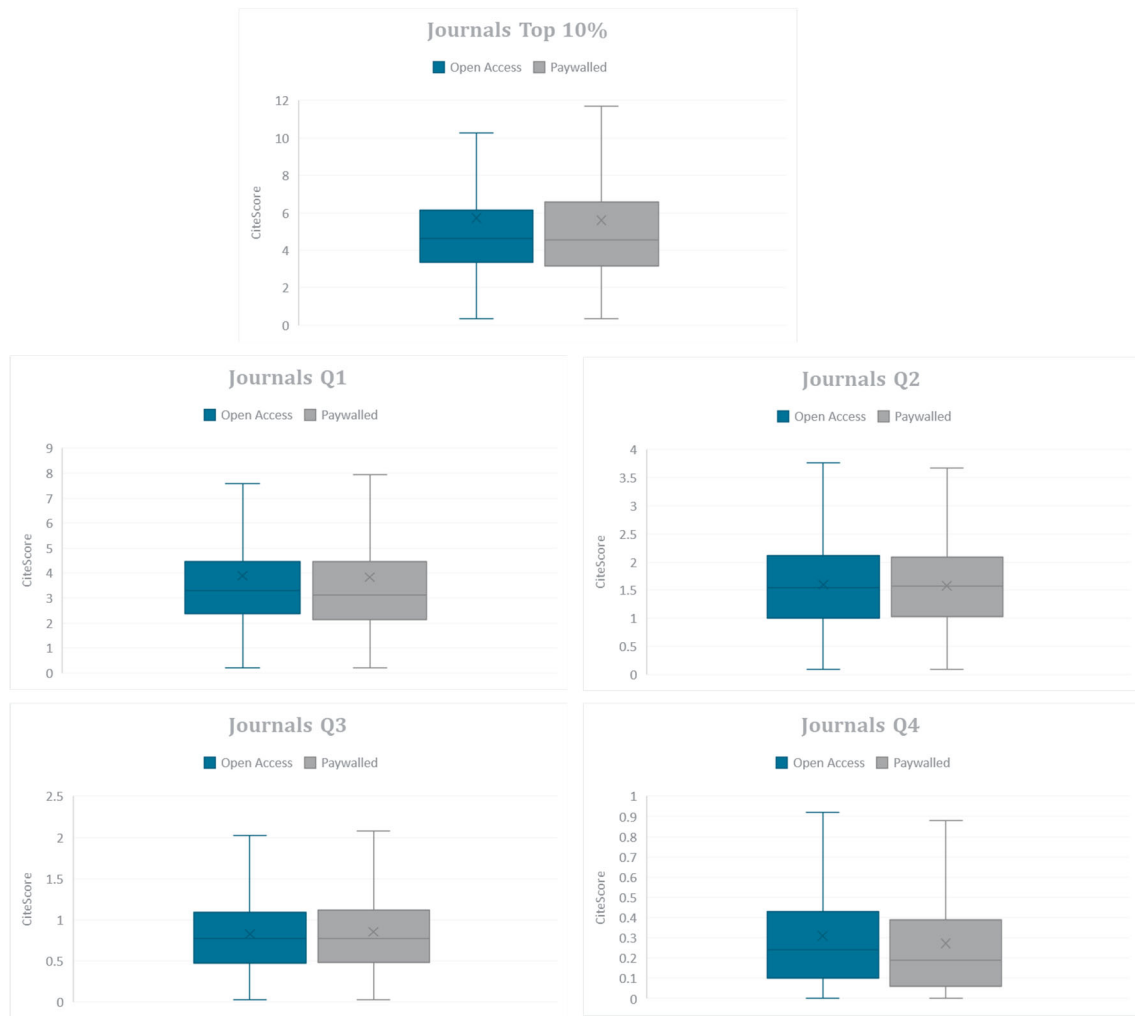 Journals Top 10%
Open Access Paywalled
12
10
8
6
4
2
0
CiteScore
Journals Q1
Open Access Paywalled
9
8
7
6
5
4
3
2
1
0
CiteScore
Journals Q2
Open Access Paywalled
4
3.5
3
2.5
2
1.5
1
0.5
0
CiteScore
Journals Q3
Open Access Paywalled
2.5
2
1.5
1
0.5
0
CiteScore
Journals Q4
Open Access Paywalled
1
0.9
0.8
0.7
0.6
0.5
0.4
0.3
0.2
0.1
0
CiteScore